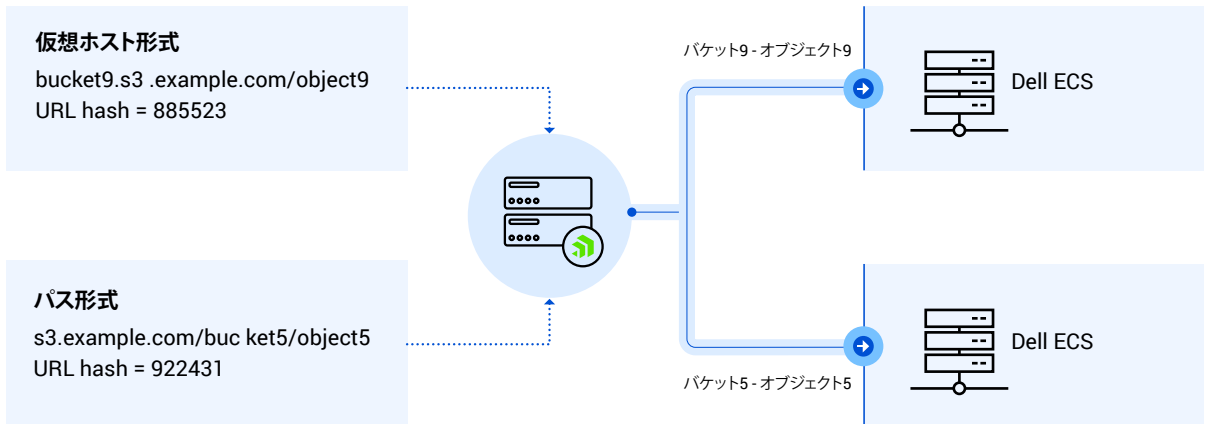 仮想ホスト形式
bucket9.s3 .example.com/object9
URL hash = 885523
バケット9 - オブジェクト9
Dell ECS
パス形式
s3.example.com/buc ket5/object5
URL hash = 922431
バケット5 - オブジェクト5
Dell ECS